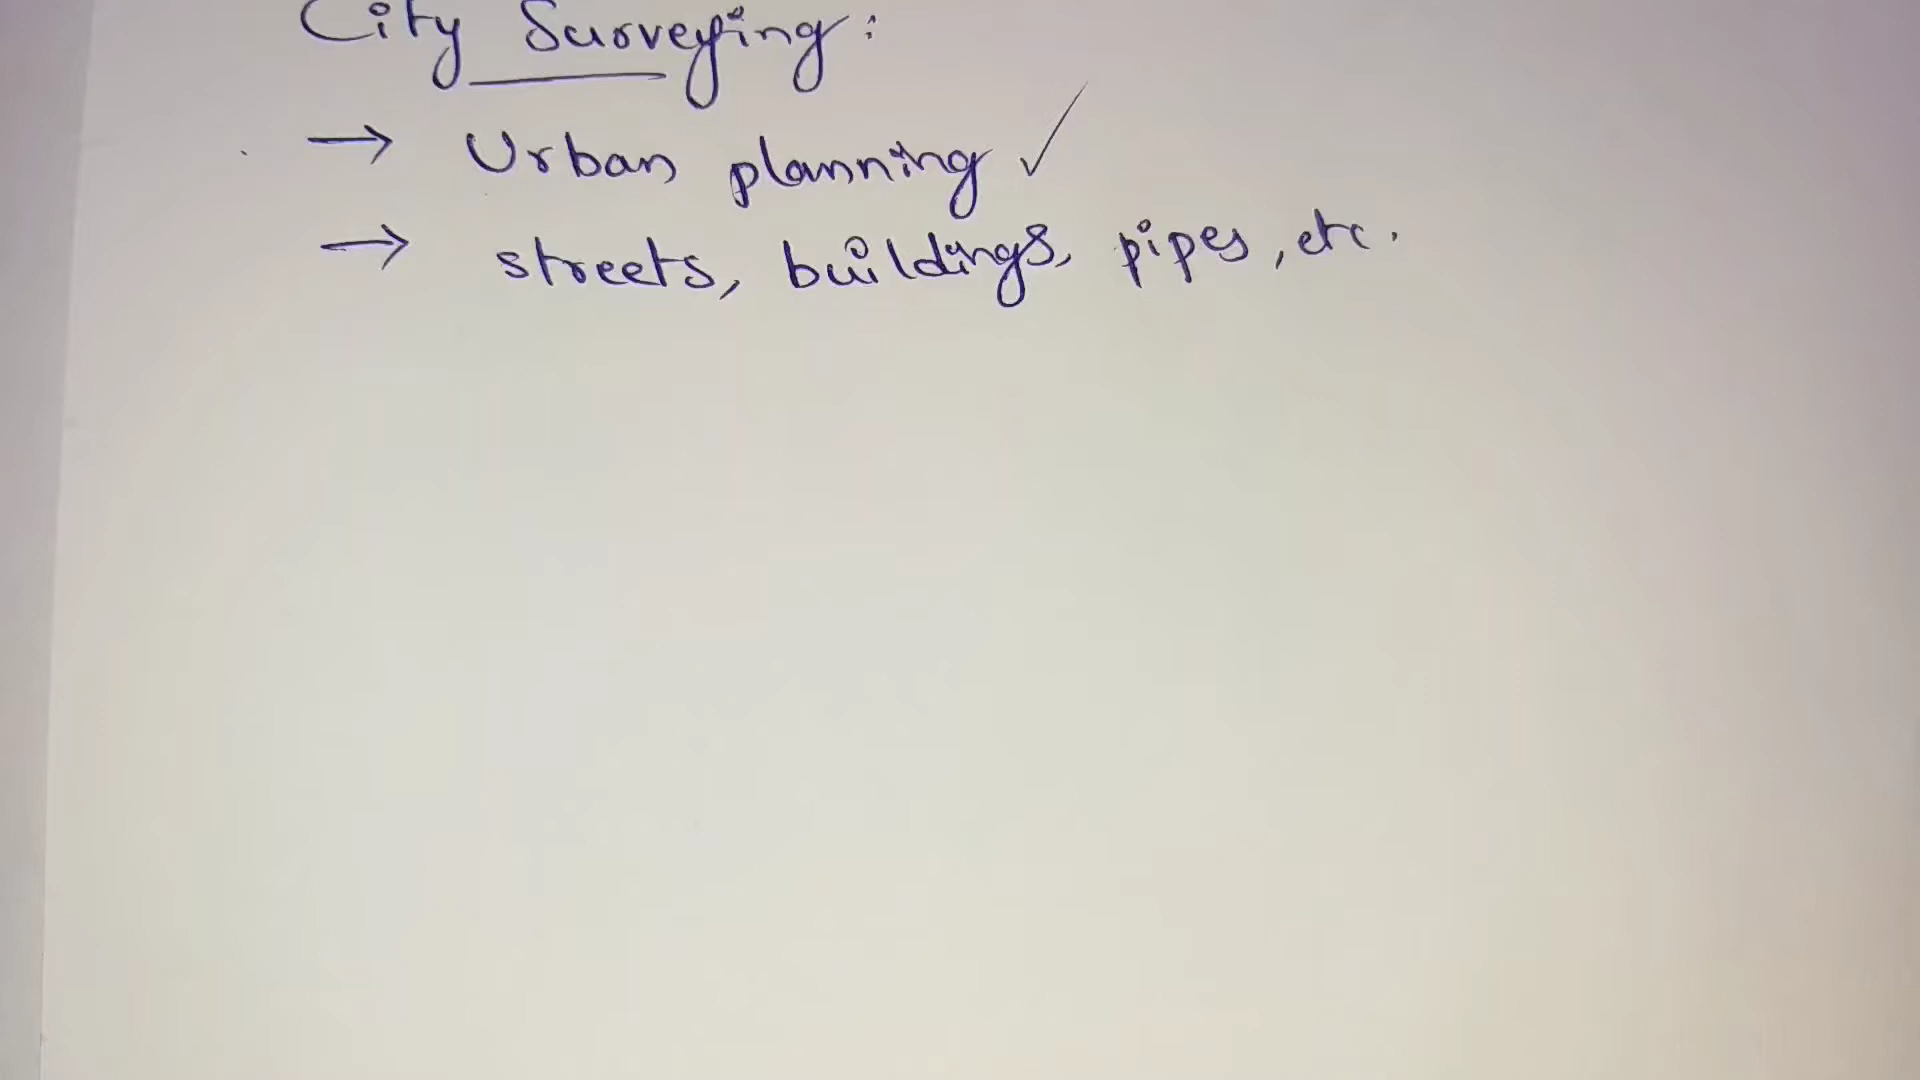 City Surveying:
→ Urban planning ✓
→ streets, buildings, pipes, etc.